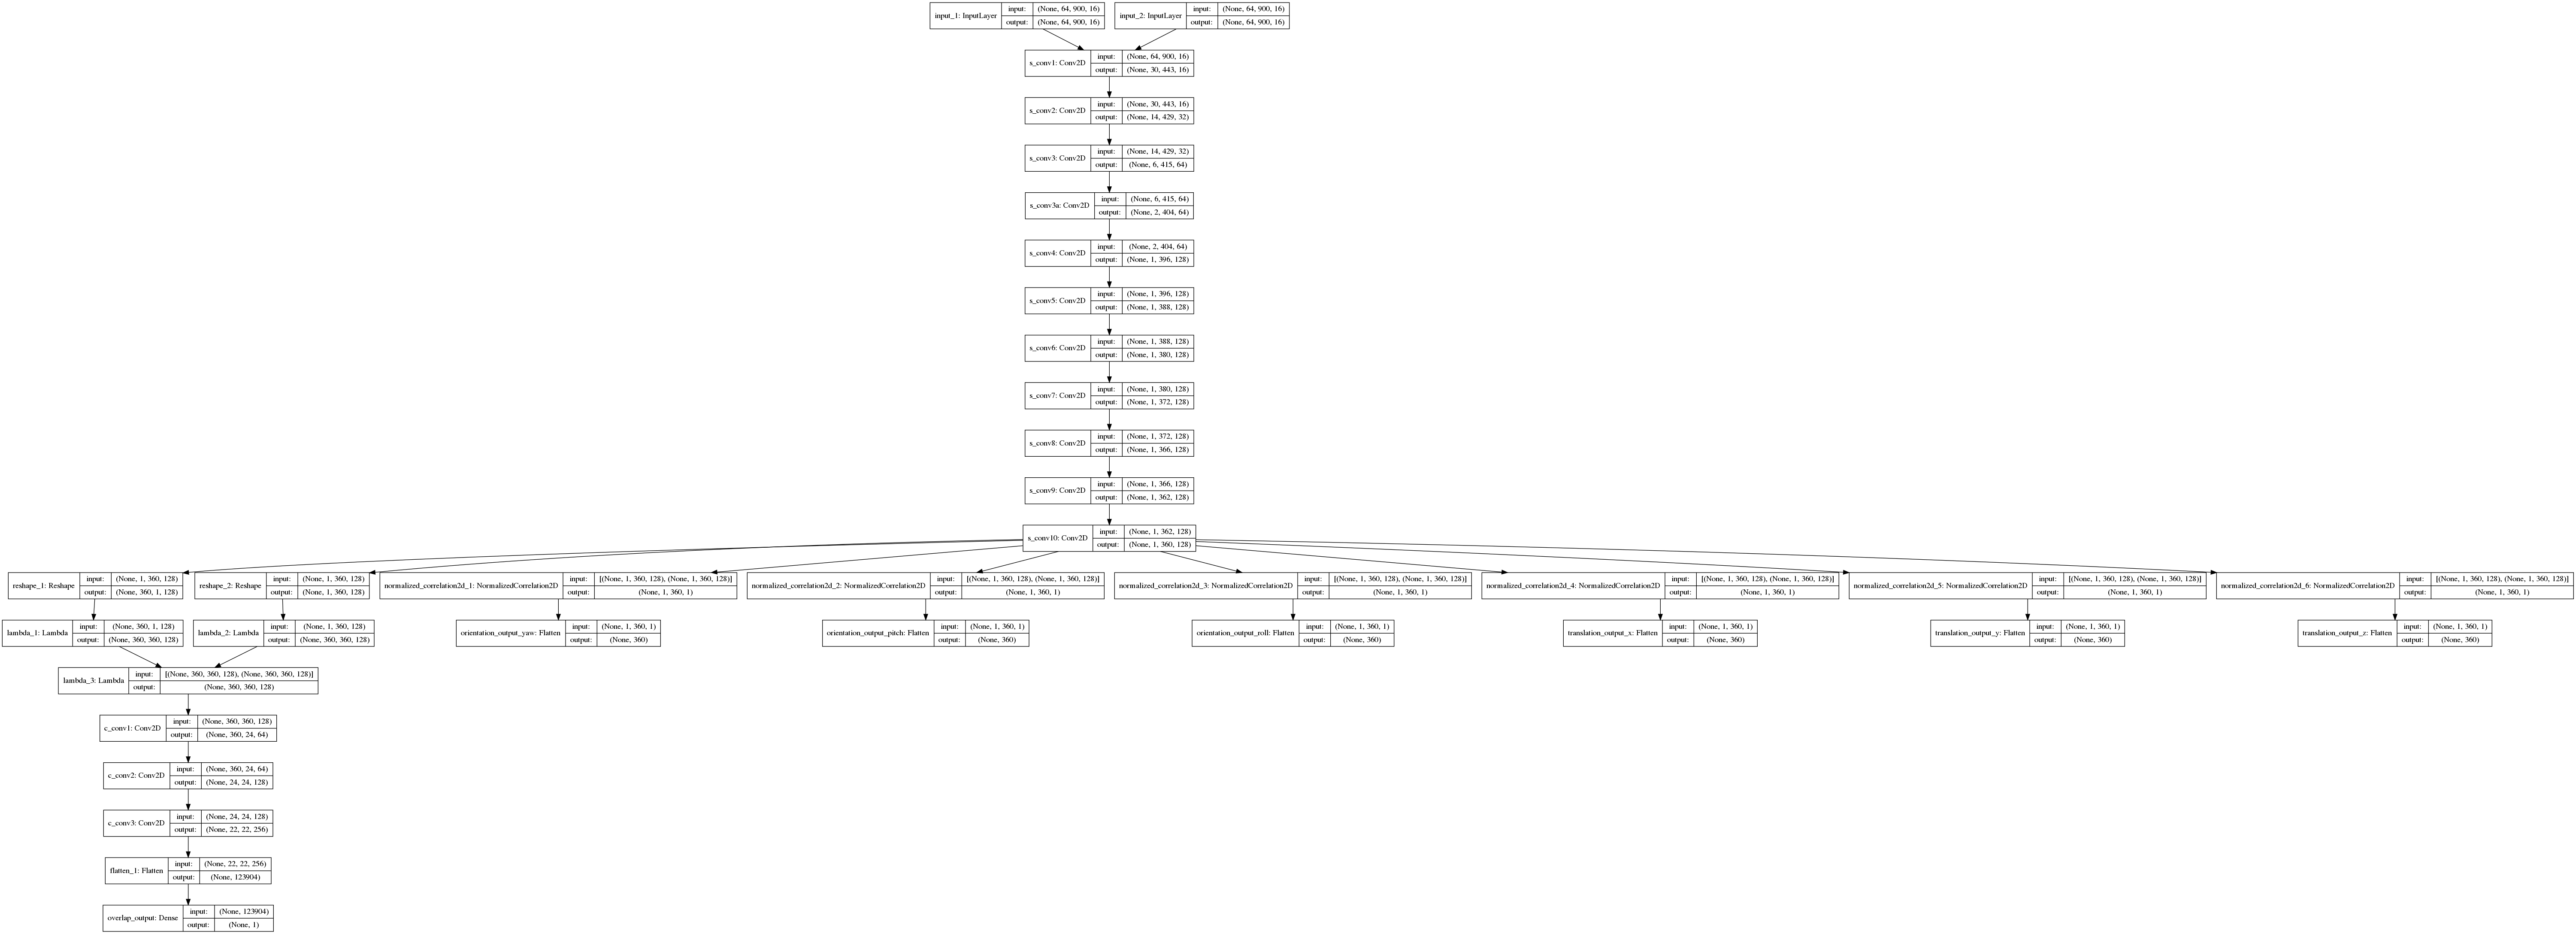 input_1: InputLayer input: (None, 64, 900, 16) output: (None, 64, 900, 16)
input_2: InputLayer input: (None, 64, 900, 16) output: (None, 64, 900, 16)
s_conv1: Conv2D input: (None, 64, 900, 16) output: (None, 30, 443, 16)
s_conv2: Conv2D input: (None, 30, 443, 16) output: (None, 14, 429, 32)
s_conv3: Conv2D input: (None, 14, 429, 32) output: (None, 6, 415, 64)
s_conv3a: Conv2D input: (None, 6, 415, 64) output: (None, 2, 404, 64)
s_conv4: Conv2D input: (None, 2, 404, 64) output: (None, 1, 396, 128)
s_conv5: Conv2D input: (None, 1, 396, 128) output: (None, 1, 388, 128)
s_conv6: Conv2D input: (None, 1, 388, 128) output: (None, 1, 380, 128)
s_conv7: Conv2D input: (None, 1, 380, 128) output: (None, 1, 372, 128)
s_conv8: Conv2D input: (None, 1, 372, 128) output: (None, 1, 366, 128)
s_conv9: Conv2D input: (None, 1, 366, 128) output: (None, 1, 362, 128)
s_conv10: Conv2D input: (None, 1, 362, 128) output: (None, 1, 360, 128)
reshape_1: Reshape input: (None, 1, 360, 128) output: (None, 360, 1, 128)
reshape_2: Reshape input: (None, 1, 360, 128) output: (None, 1, 360, 128)
normalized_correlation2d_1: NormalizedCorrelation2D input: [(None, 1, 360, 128), (None, 1, 360, 128)] output: (None, 1, 360, 1)
normalized_correlation2d_2: NormalizedCorrelation2D input: [(None, 1, 360, 128), (None, 1, 360, 128)] output: (None, 1, 360, 1)
normalized_correlation2d_3: NormalizedCorrelation2D input: [(None, 1, 360, 128), (None, 1, 360, 128)] output: (None, 1, 360, 1)
normalized_correlation2d_4: NormalizedCorrelation2D input: [(None, 1, 360, 128), (None, 1, 360, 128)] output: (None, 1, 360, 1)
normalized_correlation2d_5: NormalizedCorrelation2D input: [(None, 1, 360, 128), (None, 1, 360, 128)] output: (None, 1, 360, 1)
normalized_correlation2d_6: NormalizedCorrelation2D input: [(None, 1, 360, 128), (None, 1, 360, 128)] output: (None, 1, 360, 1)
lambda_1: Lambda input: (None, 360, 1, 128) output: (None, 360, 360, 128)
lambda_2: Lambda input: (None, 1, 360, 128) output: (None, 360, 360, 128)
orientation_output_yaw: Flatten input: (None, 1, 360, 1) output: (None, 360)
orientation_output_pitch: Flatten input: (None, 1, 360, 1) output: (None, 360)
orientation_output_roll: Flatten input: (None, 1, 360, 1) output: (None, 360)
translation_output_x: Flatten input: (None, 1, 360, 1) output: (None, 360)
translation_output_y: Flatten input: (None, 1, 360, 1) output: (None, 360)
translation_output_z: Flatten input: (None, 1, 360, 1) output: (None, 360)
lambda_3: Lambda input: [(None, 360, 360, 128), (None, 360, 360, 128)] output: (None, 360, 360, 128)
c_conv1: Conv2D input: (None, 360, 360, 128) output: (None, 360, 24, 64)
c_conv2: Conv2D input: (None, 360, 24, 64) output: (None, 24, 24, 128)
c_conv3: Conv2D input: (None, 24, 24, 128) output: (None, 22, 22, 256)
flatten_1: Flatten input: (None, 22, 22, 256) output: (None, 123904)
overlap_output: Dense input: (None, 123904) output: (None, 1)